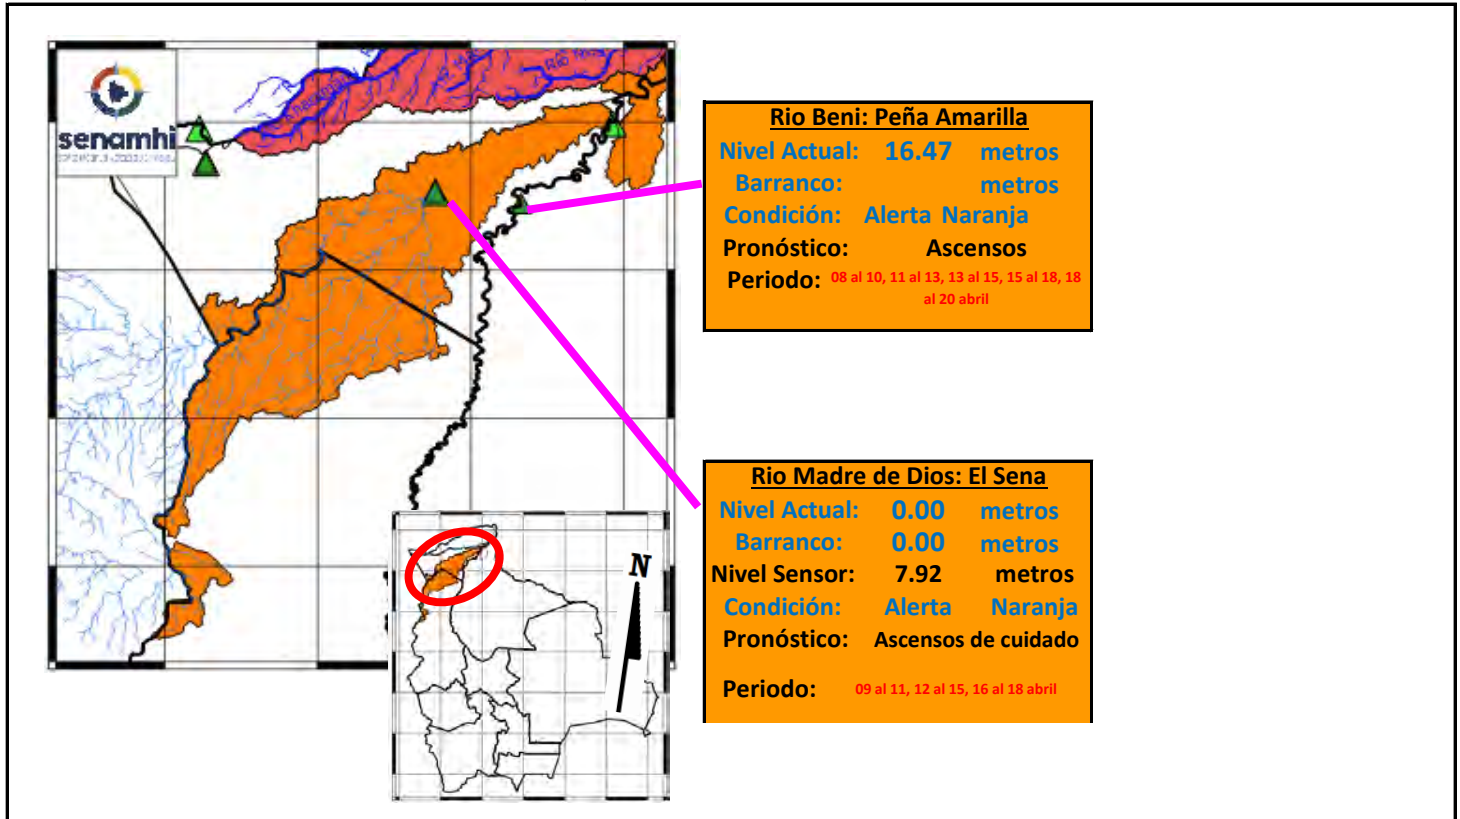 senamhi
Rio Beni: Peña Amarilla
Nivel Actual: 16.47 metros
Barranco: metros
Condición: Alerta Naranja
Pronóstico: Ascensos
Periodo: 08 al 10, 11 al 13, 13 al 15, 15 al 18, 18
al 20 abril
Rio Madre de Dios: El Sena
Nivel Actual: 0.00 metros
Barranco: 0.00 metros
Nivel Sensor: 7.92 metros
Condición: Alerta Naranja
Pronóstico: Ascensos de cuidado
Periodo: 09 al 11, 12 al 15, 16 al 18 abril
N